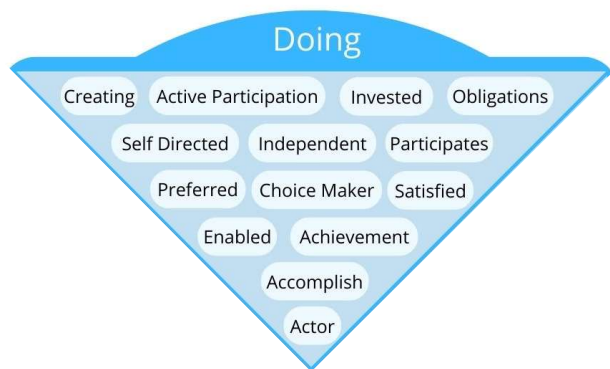 Doing
Creating Active Participation Invested Obligations
Self Directed Independent Participates
Preferred Choice Maker Satisfied
Enabled Achievement
Accomplish
Actor